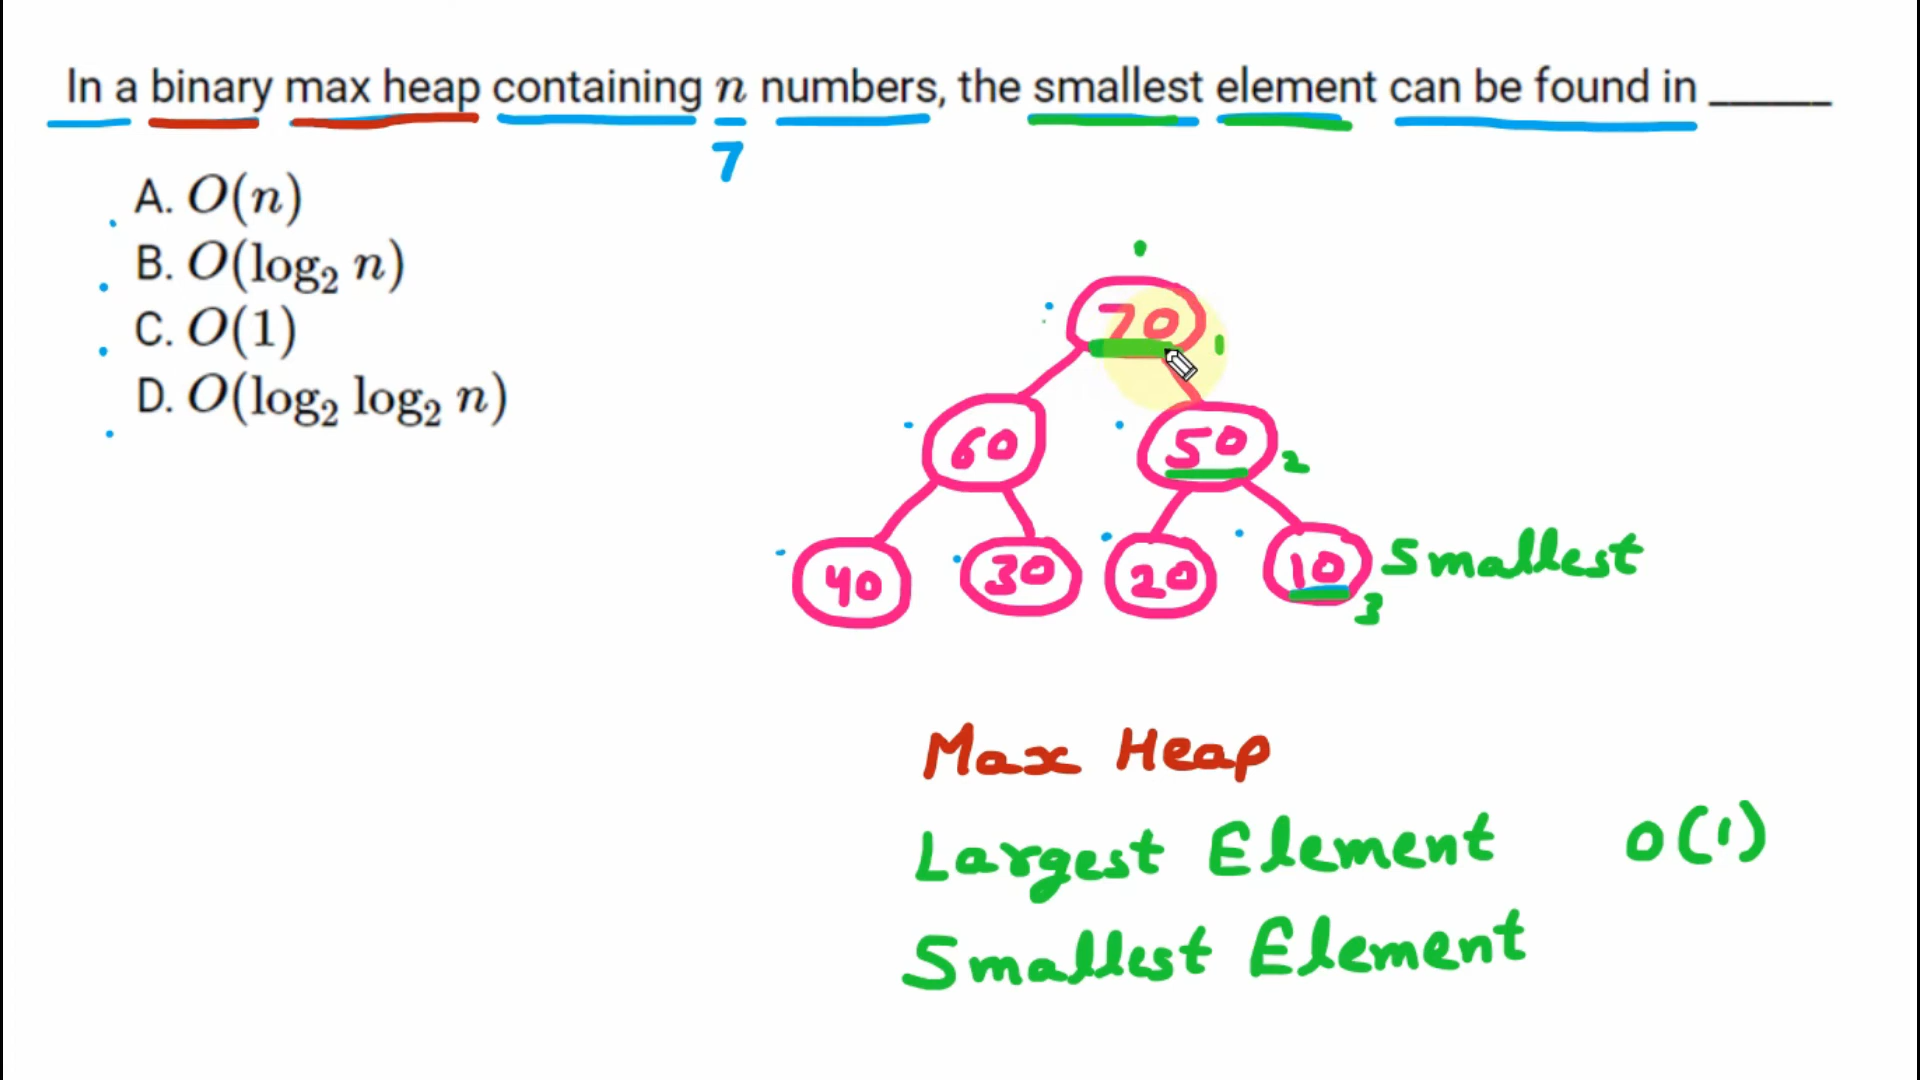 In a binary max heap containing n numbers, the smallest element can be found in ______
7
A. O(n)
B. O(log₂ n)
C. O(1)
D. O(log₂ log₂ n)
70 1
60 50 2
40 30 20 10 Smallest
3
Max Heap
Largest Element O(1)
Smallest Element